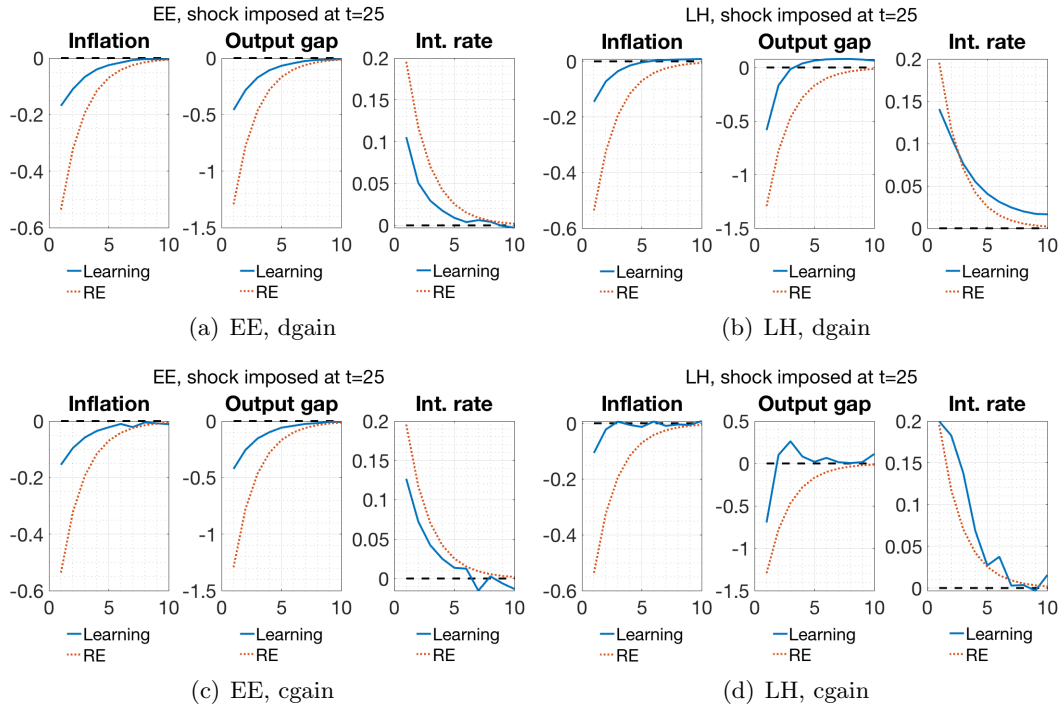 EE, shock imposed at t=25
Inflation Output gap Int. rate
0
-0.2
-0.4
-0.6
0 5 10
0
-0.5
-1
-1.5
0 5 10
0.2
0.15
0.1
0.05
0
0 5 10
Learning Learning Learning
RE RE RE
(a) EE, dgain
LH, shock imposed at t=25
Inflation Output gap Int. rate
0
-0.2
-0.4
-0.6
0 5 10
0
-0.5
-1
-1.5
0 5 10
0.2
0.15
0.1
0.05
0
0 5 10
Learning Learning Learning
RE RE RE
(b) LH, dgain
EE, shock imposed at t=25
Inflation Output gap Int. rate
0
-0.2
-0.4
-0.6
0 5 10
0
-0.5
-1
-1.5
0 5 10
0.2
0.15
0.1
0.05
0
0 5 10
Learning Learning Learning
RE RE RE
(c) EE, cgain
LH, shock imposed at t=25
Inflation Output gap Int. rate
0
-0.2
-0.4
-0.6
0 5 10
0.5
0
-0.5
-1
-1.5
0 5 10
0.2
0.15
0.1
0.05
0
0 5 10
Learning Learning Learning
RE RE RE
(d) LH, cgain